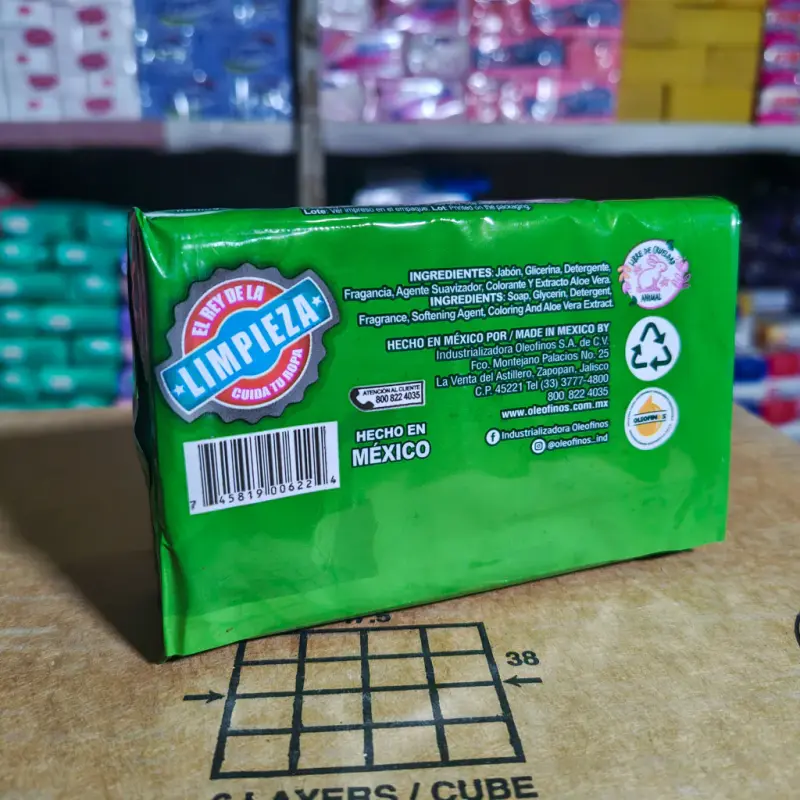 Lote: Ver impreso en el empaque. Lot: Printed on the packaging.
EL REY DE LA
LIMPIEZA
CUIDA TU ROPA
INGREDIENTES: Jabón, Glicerina, Detergente,
Fragancia, Agente Suavizador, Colorante Y Extracto Aloe Vera.
INGREDIENTS: Soap, Glycerin, Detergent,
Fragrance, Softening Agent, Coloring And Aloe Vera Extract.
LIBRE DE CRUELDAD
ANIMAL
HECHO EN MÉXICO POR / MADE IN MEXICO BY
Industrializadora Oleofinos S.A. de C.V.
Fco. Montejano Palacios No. 25
La Venta del Astillero, Zapopan, Jalisco
C.P. 45221 Tel (33) 3777-4800
800 822 4035
www.oleofinos.com.mx
Industrializadora Oleofinos
@oleofinos_ind
ATENCIÓN AL CLIENTE
800 822 4035
HECHO EN
MÉXICO
OLEOFINOS
7 45819 00622 4
47.5
38
6 LAYERS / CUBE